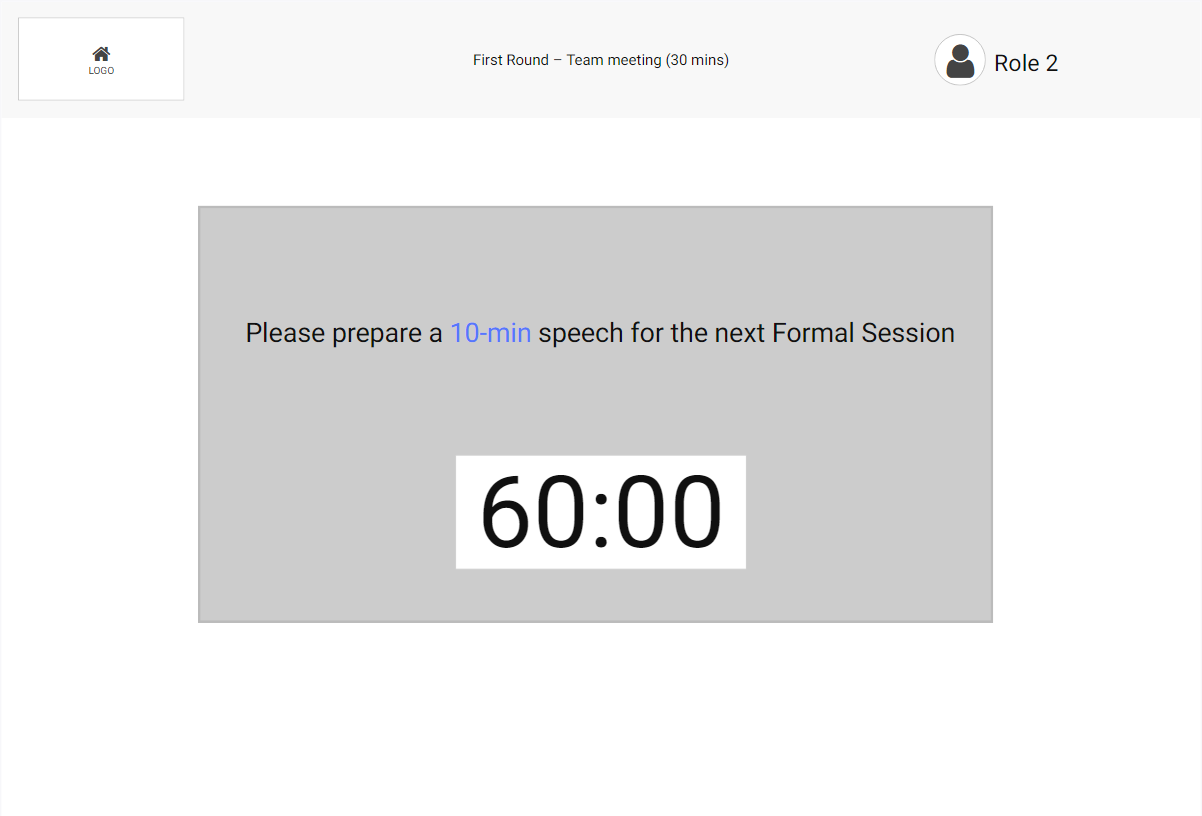 LOGO
First Round – Team meeting (30 mins)
Role 2
Please prepare a 10-min speech for the next Formal Session
60:00